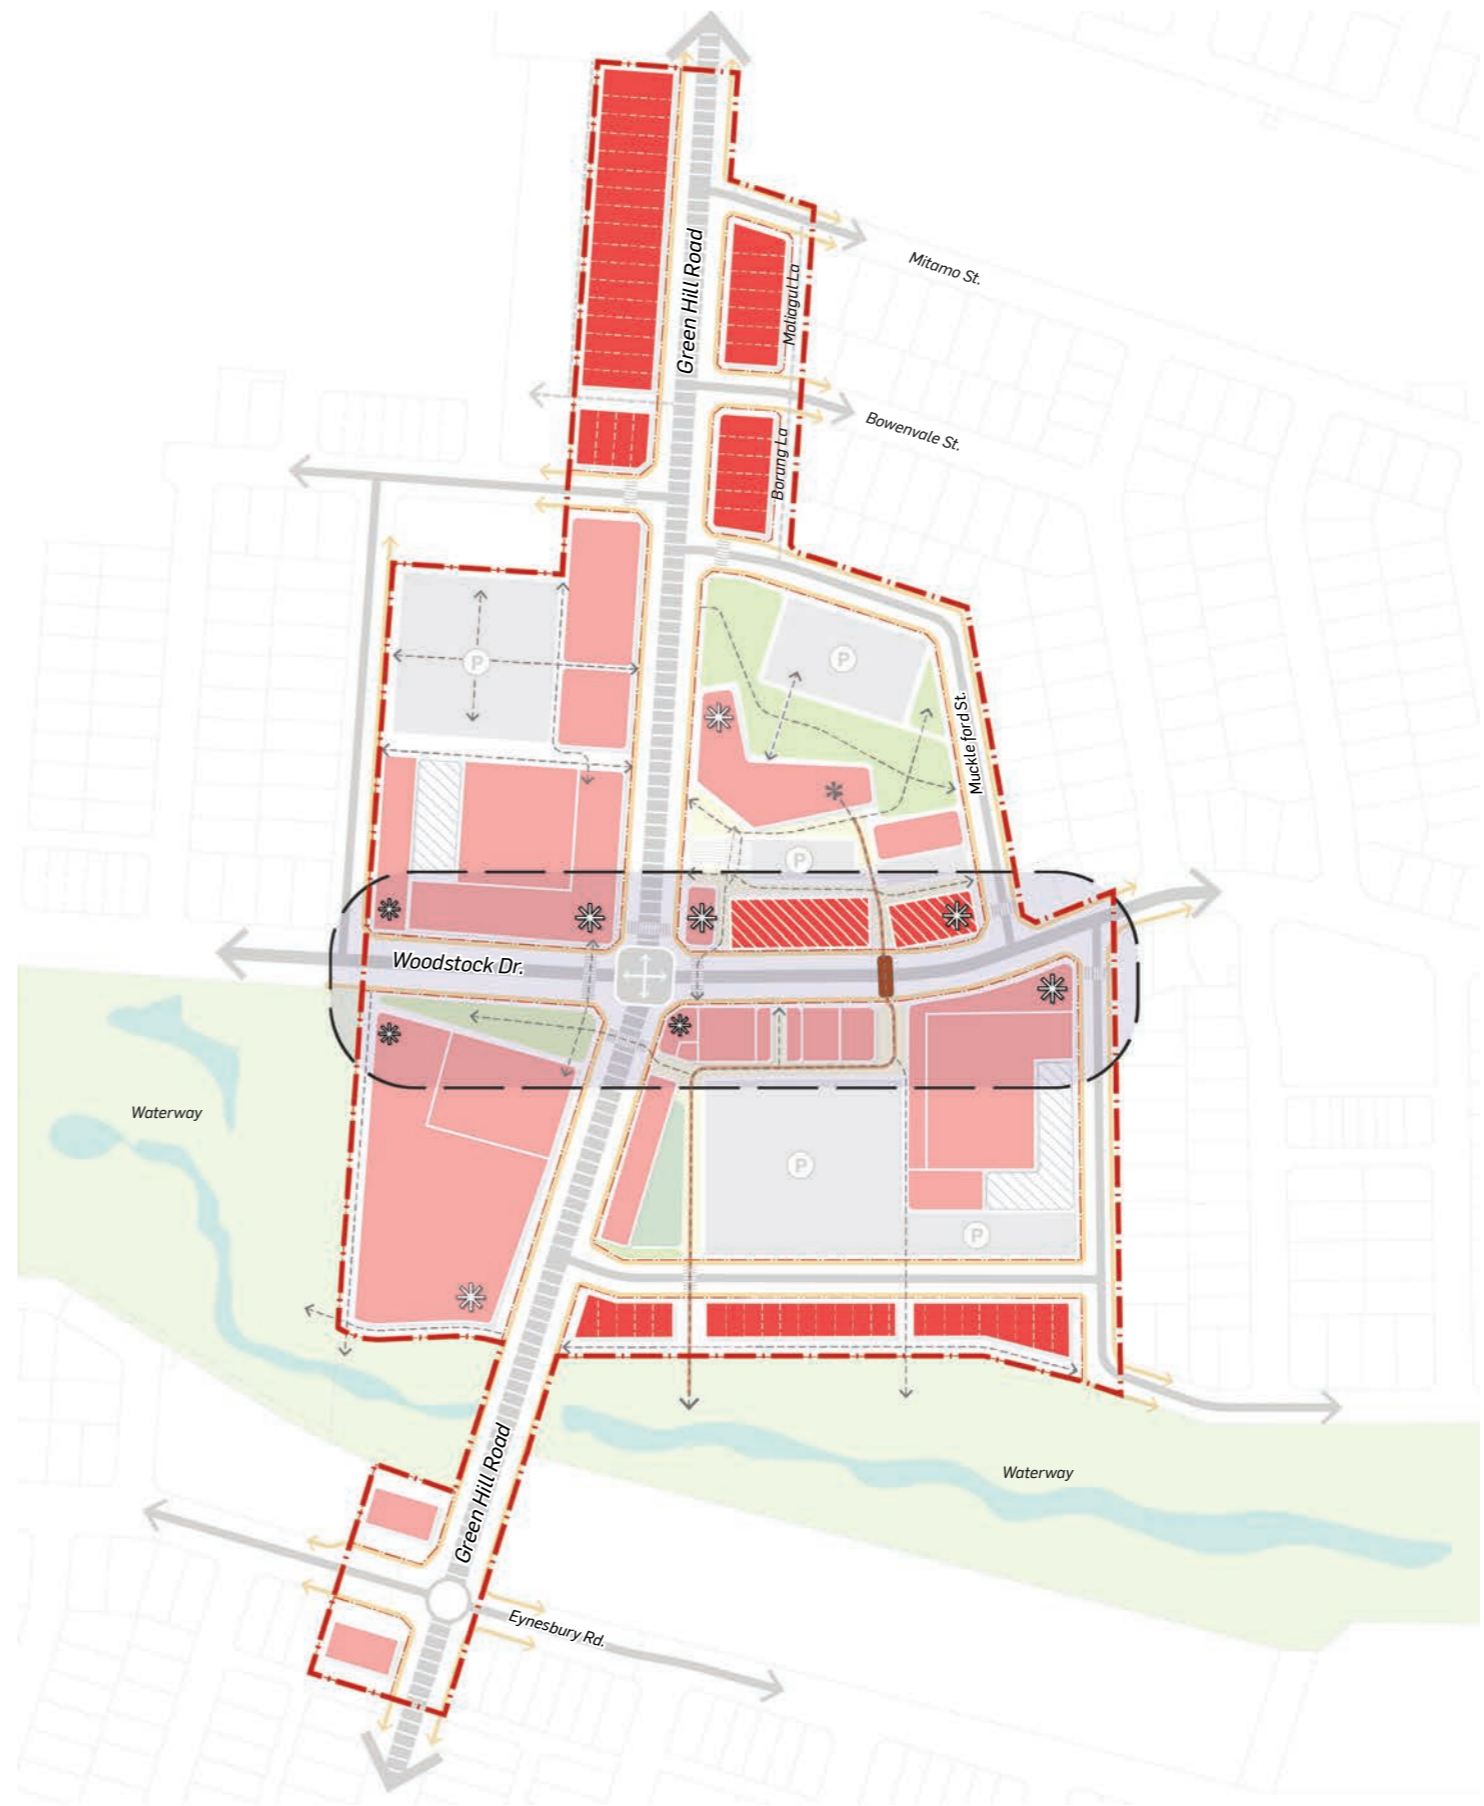 Green Hill Road
Mitamo St.
Moliagul La
Bowenvale St.
Borung La
P
P
Muckleford St.
P
Woodstock Dr.
Waterway
P
P
Green Hill Road
Waterway
Eynesbury Rd.